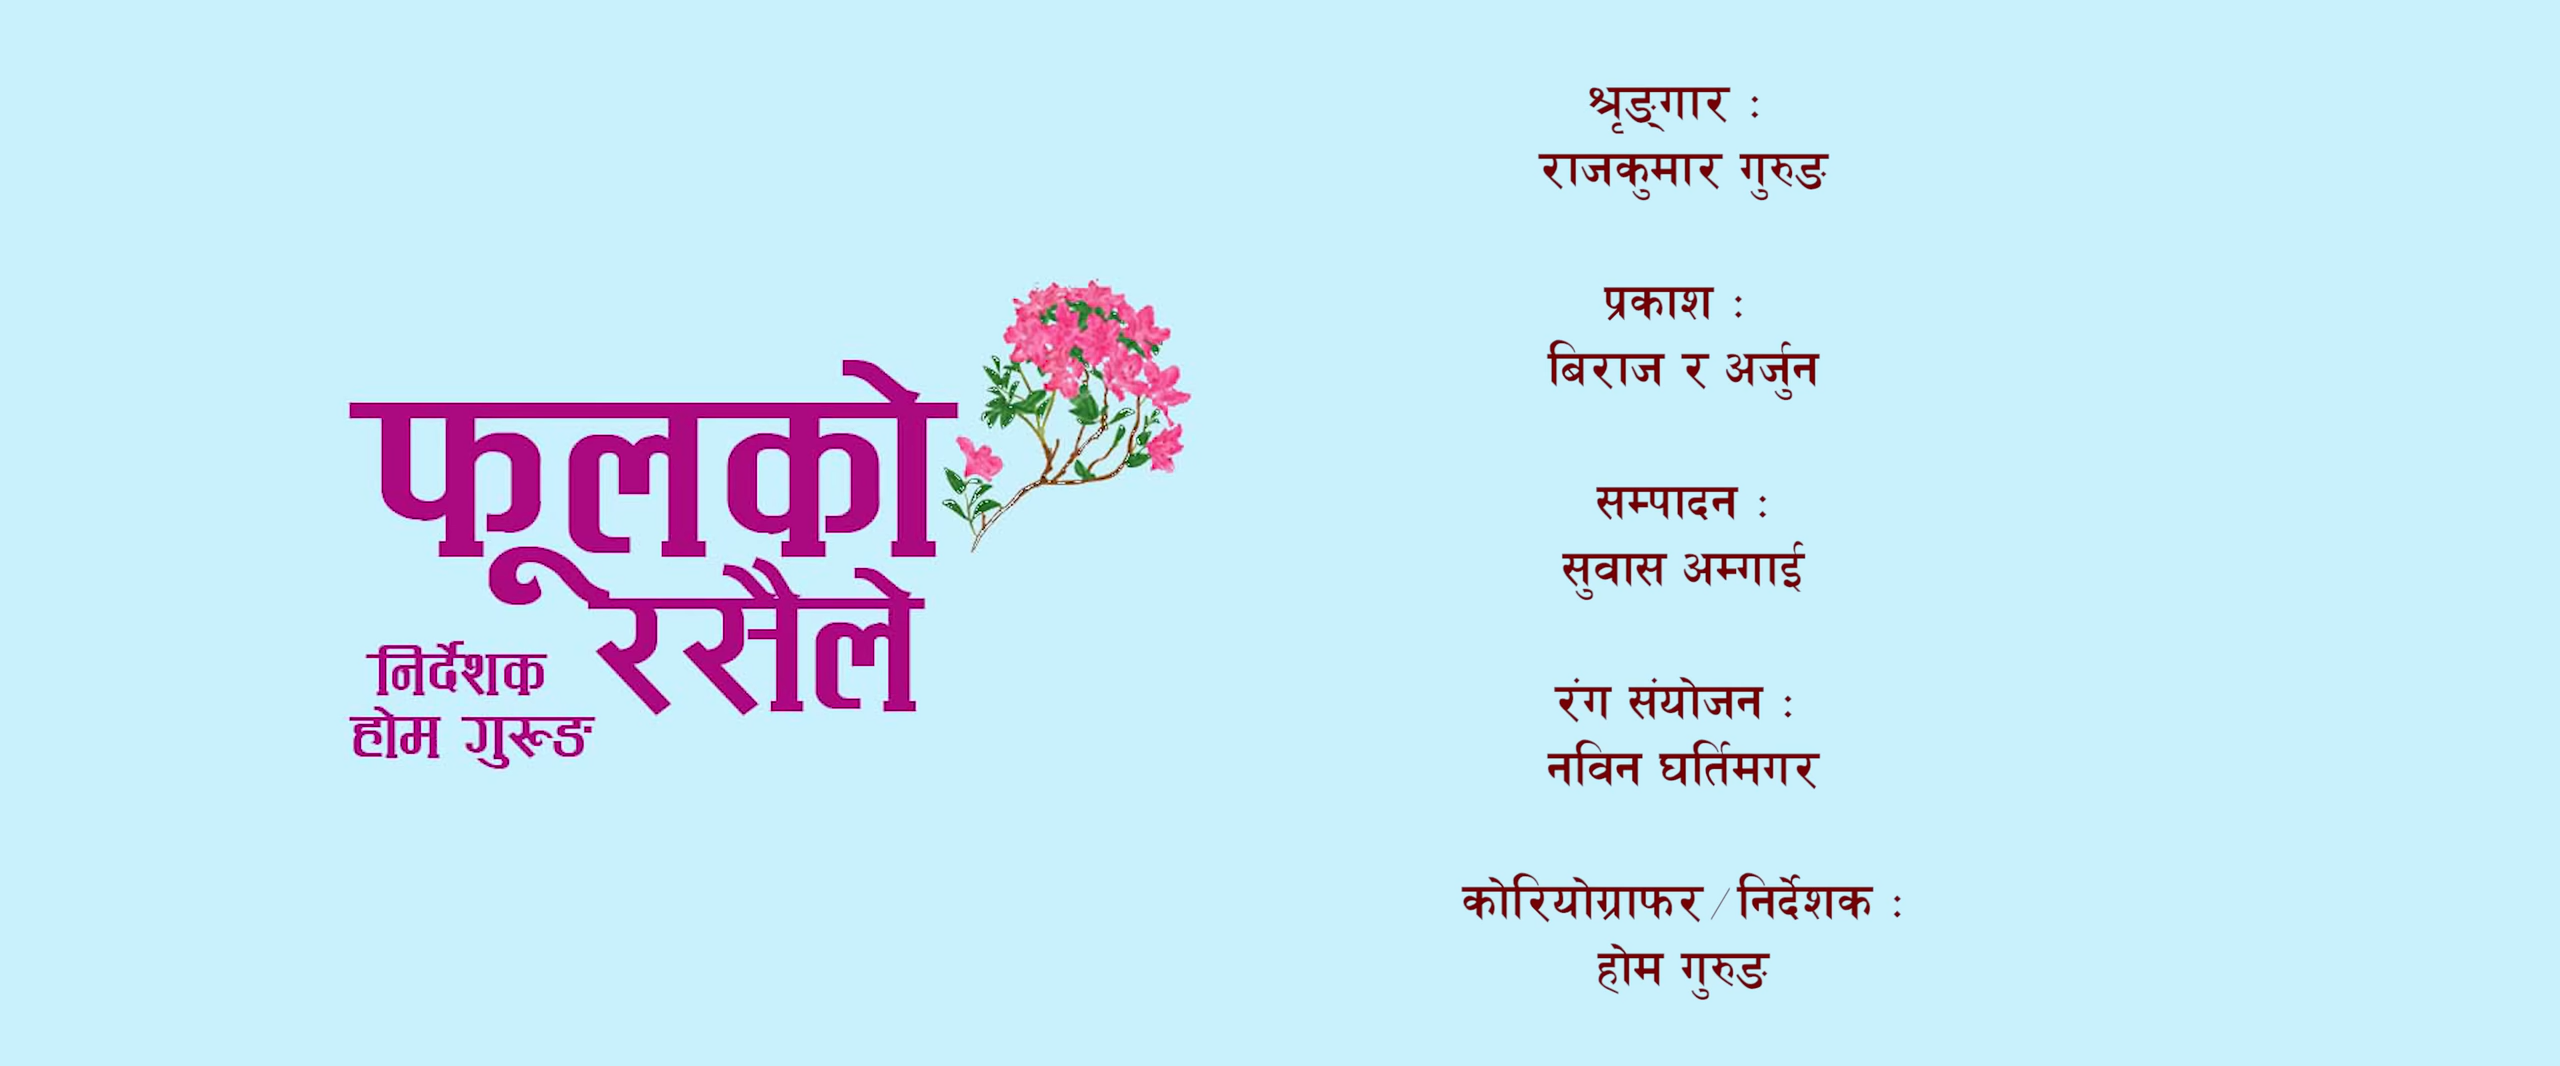 फूलको
रसैले
निर्देशक
होम गुरूङ
श्रृङ्गार :
राजकुमार गुरुङ
प्रकाश :
बिराज र अर्जुन
सम्पादन :
सुवास अम्गाई
रंग संयोजन :
नविन घर्तिमगर
कोरियोग्राफर/निर्देशक :
होम गुरुङ